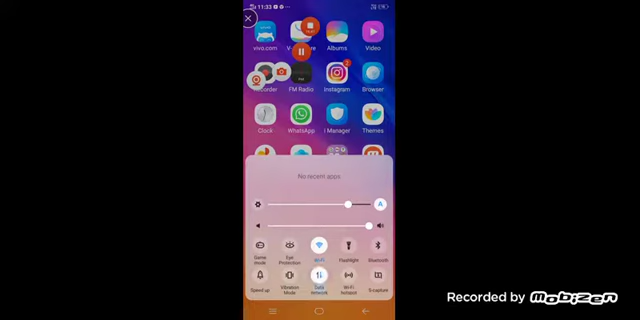 11:33
vivo.com
Albums
Video
Recorder
FM Radio
Instagram
2
Browser
Clock
WhatsApp
i Manager
Themes
No recent apps
A
Game mode
Eye Protection
Wi-Fi
Flashlight
Bluetooth
Speed up
Vibration Mode
Data network
Wi-Fi hotspot
S-capture
Recorded by mobizen